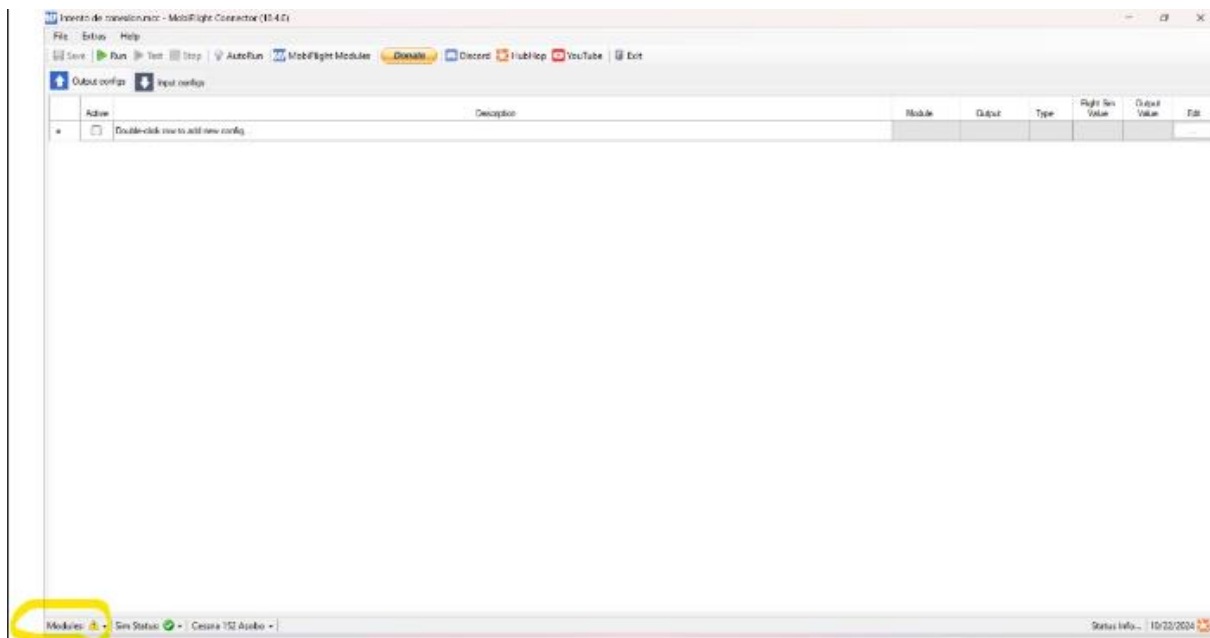 Intento de conexion.mcc - MobiFlight Connector (10.4.0)
File Extras Help
Save Run Test Stop AutoRun MobiFlight Modules Donate Discord HubHop YouTube Exit
Output configs Input configs
Active Description Module Output Type Flight Sim Value Output Value Edit
Double-click row to add new config...
...
Modules: Sim Status: Cessna 152 Asobo Status Info... 10/22/2024